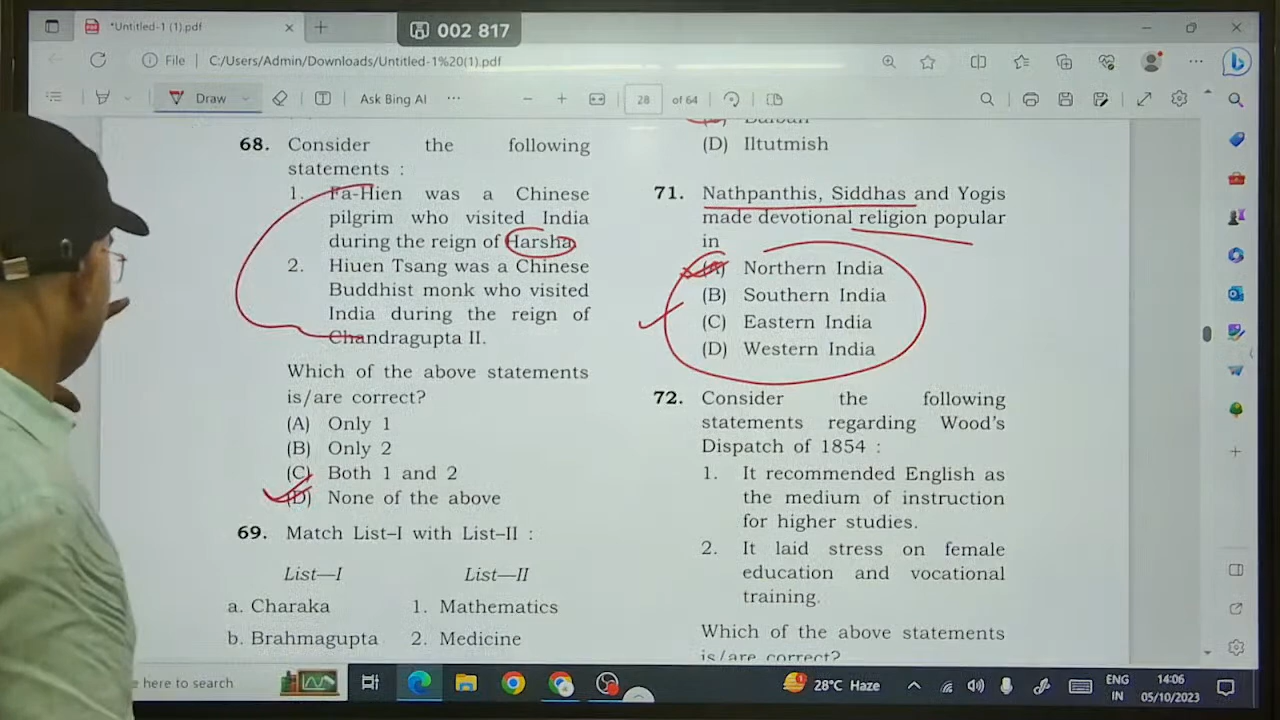 *Untitled-1 (1).pdf
002 817
File
C:/Users/Admin/Downloads/Untitled-1%20(1).pdf
Draw
Ask Bing AI
28
of 64
68. Consider the following
statements :
1. Fa-Hien was a Chinese
pilgrim who visited India
during the reign of Harsha
2. Hiuen Tsang was a Chinese
Buddhist monk who visited
India during the reign of
Chandragupta II.
Which of the above statements
is/are correct?
(A) Only 1
(B) Only 2
(C) Both 1 and 2
(D) None of the above
69. Match List–I with List–II :
List—I List—II
a. Charaka 1. Mathematics
b. Brahmagupta 2. Medicine
Balban
(D) Iltutmish
71. Nathpanthis, Siddhas and Yogis
made devotional religion popular
in
(A) Northern India
(B) Southern India
(C) Eastern India
(D) Western India
72. Consider the following
statements regarding Wood's
Dispatch of 1854 :
1. It recommended English as
the medium of instruction
for higher studies.
2. It laid stress on female
education and vocational
training.
Which of the above statements
is/are correct?
here to search
28°C Haze
ENG
IN
14:06
05/10/2023